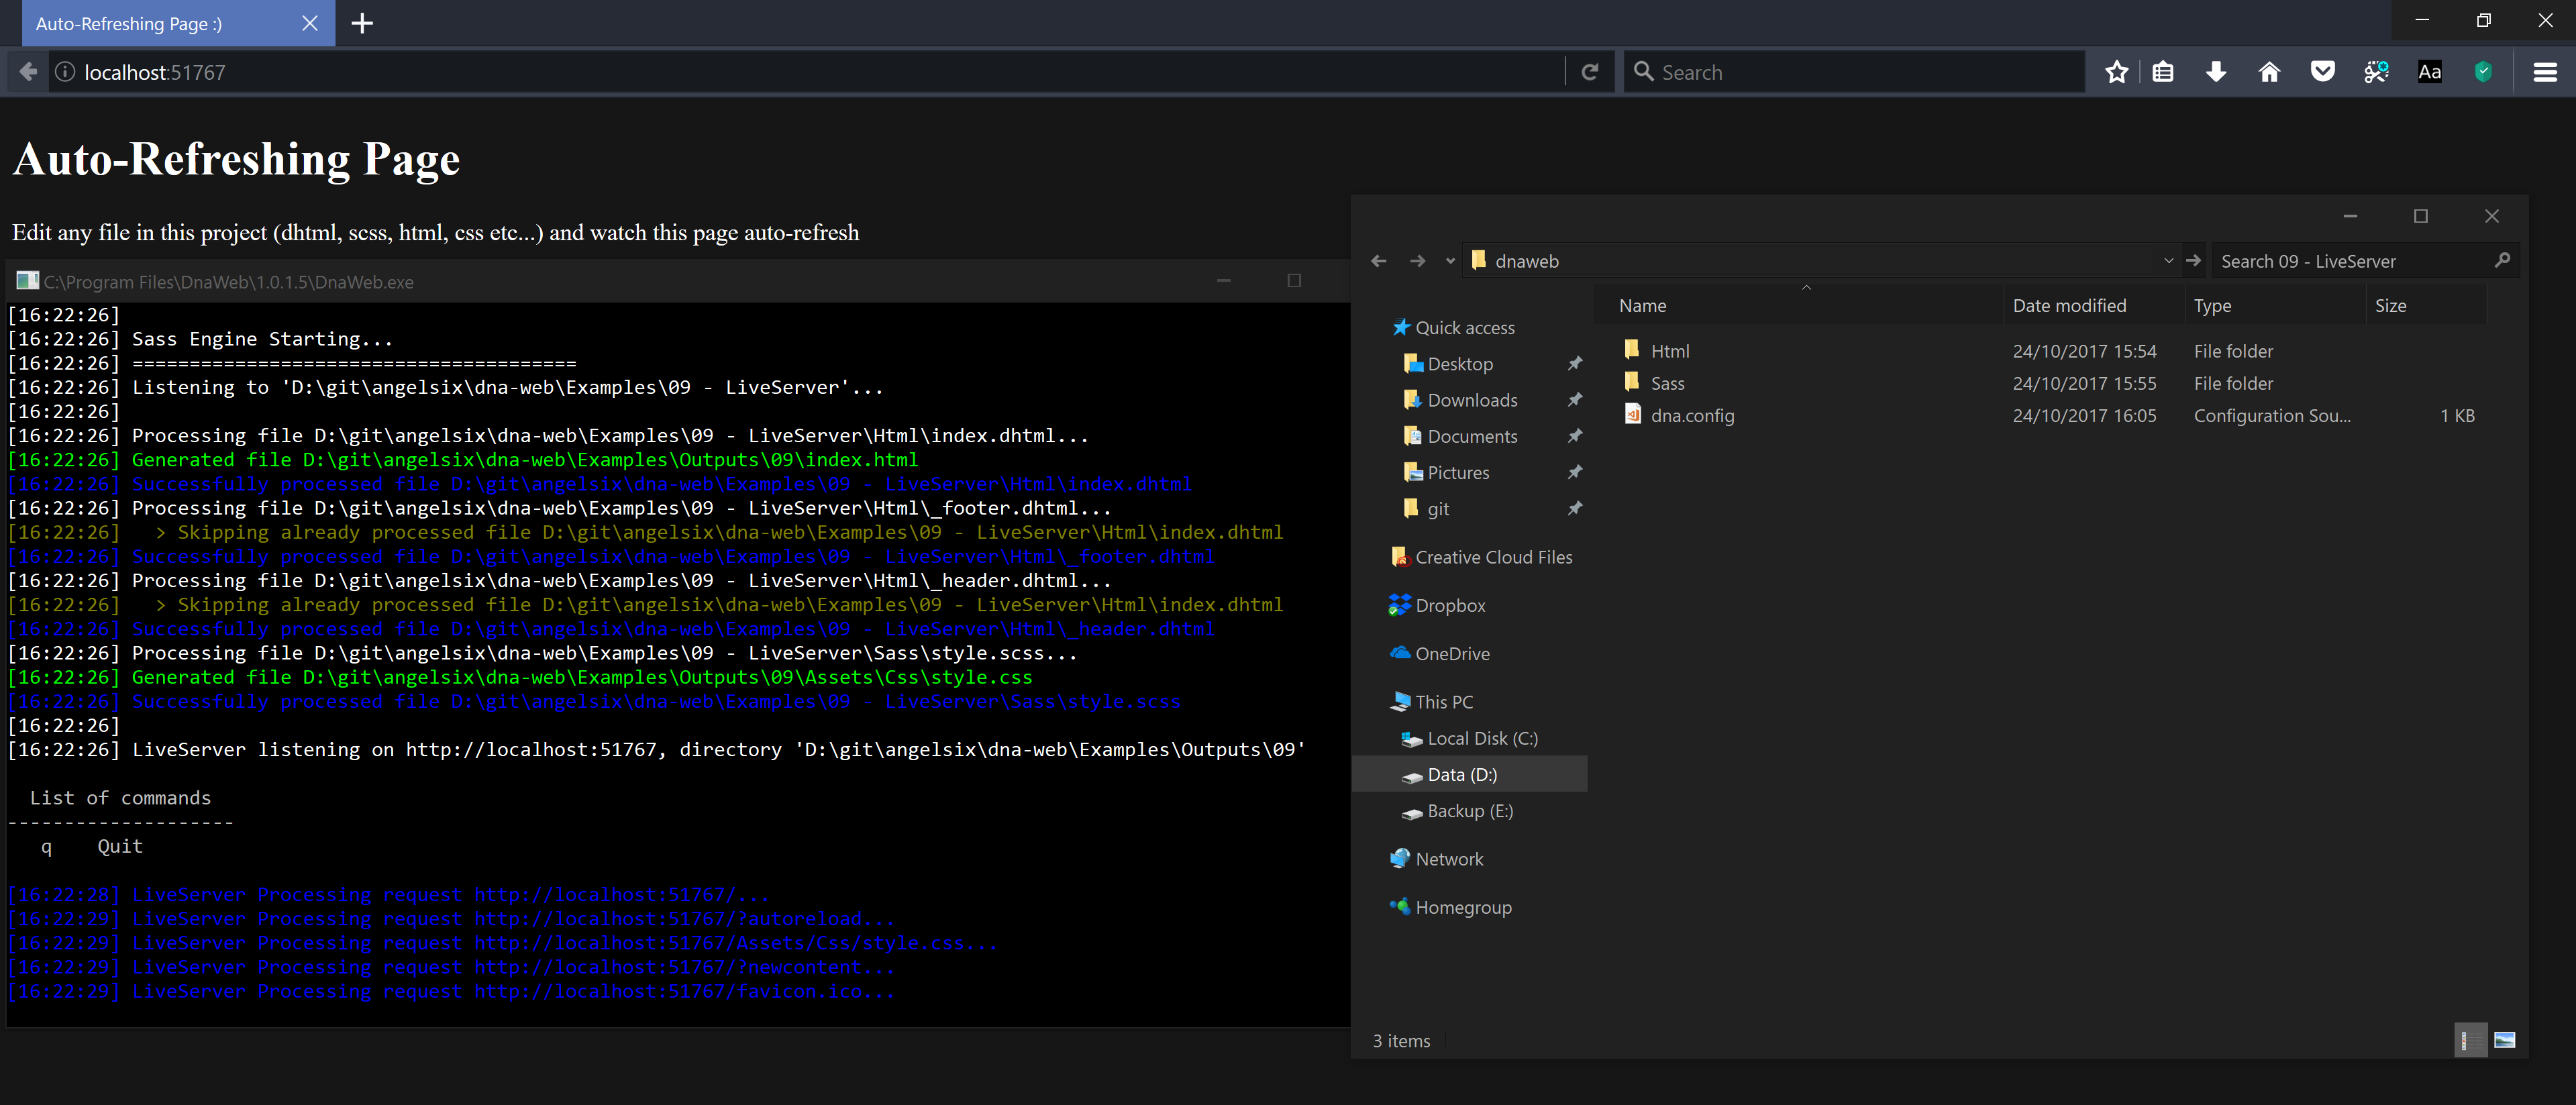 Auto-Refreshing Page :)
localhost:51767
Search
Aa
Auto-Refreshing Page
Edit any file in this project (dhtml, scss, html, css etc...) and watch this page auto-refresh
C:\Program Files\DnaWeb\1.0.1.5\DnaWeb.exe
[16:22:26]
[16:22:26] Sass Engine Starting...
[16:22:26] =======================================
[16:22:26] Listening to 'D:\git\angelsix\dna-web\Examples\09 - LiveServer'...
[16:22:26]
[16:22:26] Processing file D:\git\angelsix\dna-web\Examples\09 - LiveServer\Html\index.dhtml...
[16:22:26] Generated file D:\git\angelsix\dna-web\Examples\Outputs\09\index.html
[16:22:26] Successfully processed file D:\git\angelsix\dna-web\Examples\09 - LiveServer\Html\index.dhtml
[16:22:26] Processing file D:\git\angelsix\dna-web\Examples\09 - LiveServer\Html\_footer.dhtml...
[16:22:26]   > Skipping already processed file D:\git\angelsix\dna-web\Examples\09 - LiveServer\Html\index.dhtml
[16:22:26] Successfully processed file D:\git\angelsix\dna-web\Examples\09 - LiveServer\Html\_footer.dhtml
[16:22:26] Processing file D:\git\angelsix\dna-web\Examples\09 - LiveServer\Html\_header.dhtml...
[16:22:26]   > Skipping already processed file D:\git\angelsix\dna-web\Examples\09 - LiveServer\Html\index.dhtml
[16:22:26] Successfully processed file D:\git\angelsix\dna-web\Examples\09 - LiveServer\Html\_header.dhtml
[16:22:26] Processing file D:\git\angelsix\dna-web\Examples\09 - LiveServer\Sass\style.scss...
[16:22:26] Generated file D:\git\angelsix\dna-web\Examples\Outputs\09\Assets\Css\style.css
[16:22:26] Successfully processed file D:\git\angelsix\dna-web\Examples\09 - LiveServer\Sass\style.scss
[16:22:26]
[16:22:26] LiveServer listening on http://localhost:51767, directory 'D:\git\angelsix\dna-web\Examples\Outputs\09'
List of commands
--------------------
q    Quit
[16:22:28] LiveServer Processing request http://localhost:51767/...
[16:22:29] LiveServer Processing request http://localhost:51767/?autoreload...
[16:22:29] LiveServer Processing request http://localhost:51767/Assets/Css/style.css...
[16:22:29] LiveServer Processing request http://localhost:51767/?newcontent...
[16:22:29] LiveServer Processing request http://localhost:51767/favicon.ico...
dnaweb
Search 09 - LiveServer
Quick access
Desktop
Downloads
Documents
Pictures
git
Creative Cloud Files
Dropbox
OneDrive
This PC
Local Disk (C:)
Data (D:)
Backup (E:)
Network
Homegroup
Name Date modified Type Size
Html 24/10/2017 15:54 File folder
Sass 24/10/2017 15:55 File folder
dna.config 24/10/2017 16:05 Configuration Sou... 1 KB
3 items